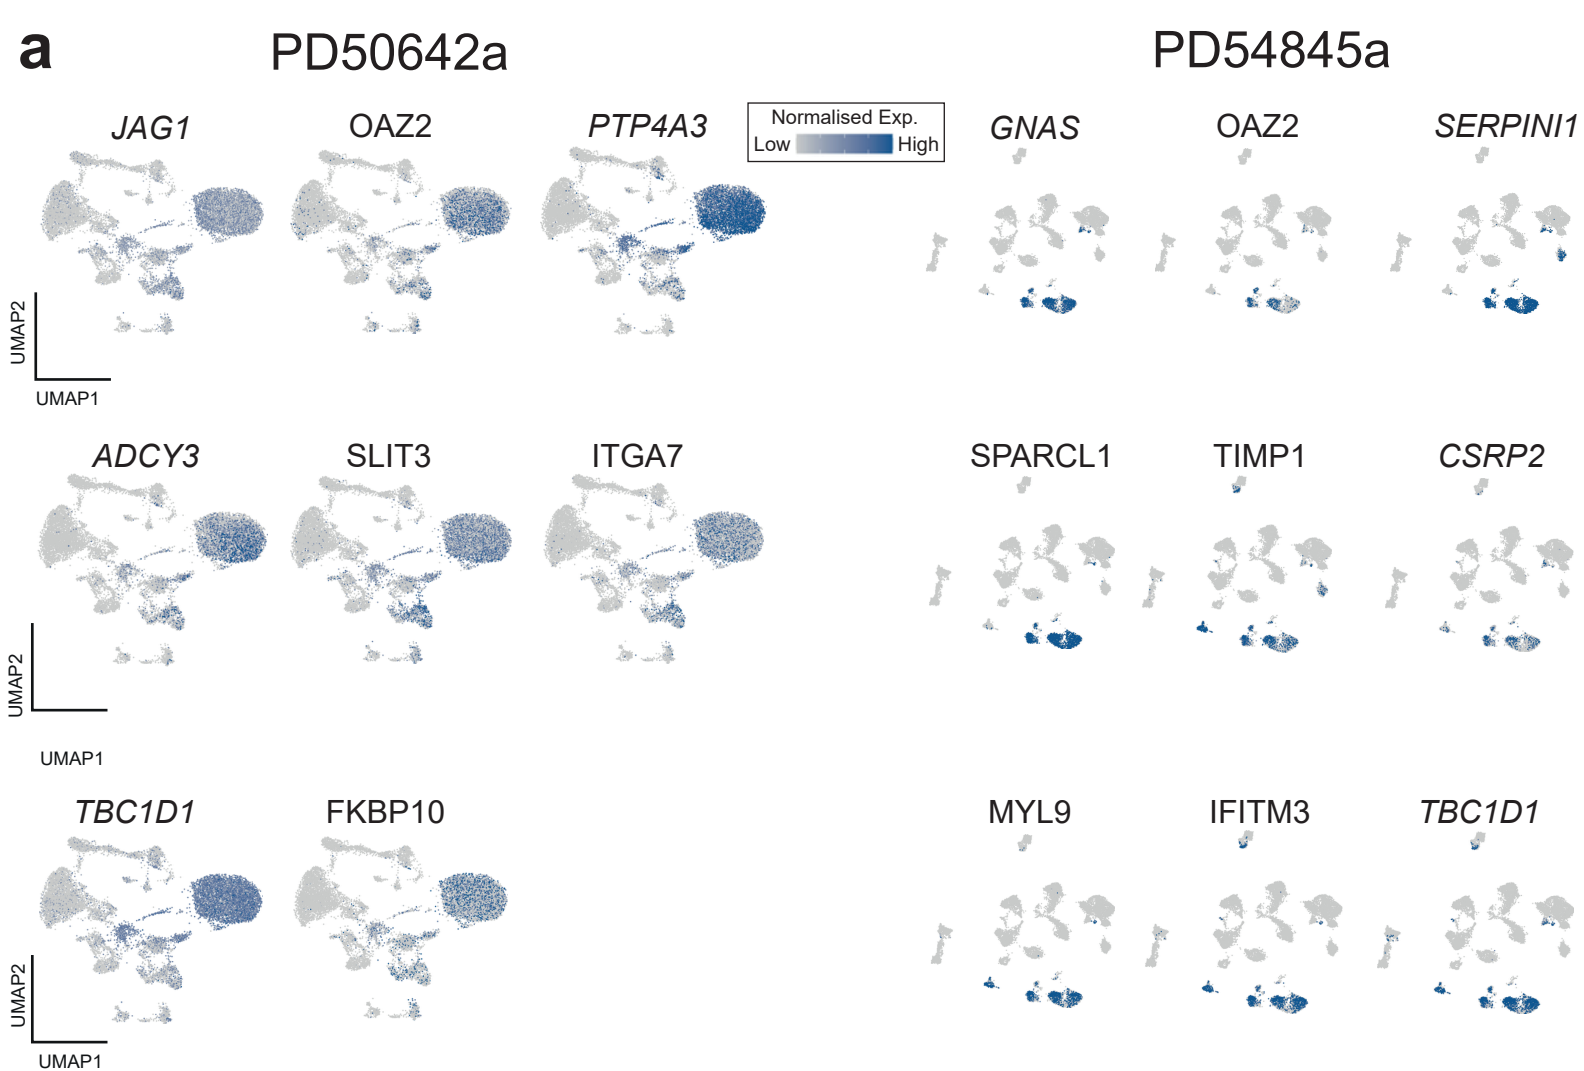 a
PD50642a
PD54845a
JAG1
OAZ2
PTP4A3
Normalised Exp.
Low High
GNAS
OAZ2
SERPINI1
UMAP2
UMAP1
ADCY3
SLIT3
ITGA7
SPARCL1
TIMP1
CSRP2
UMAP2
UMAP1
TBC1D1
FKBP10
MYL9
IFITM3
TBC1D1
UMAP2
UMAP1